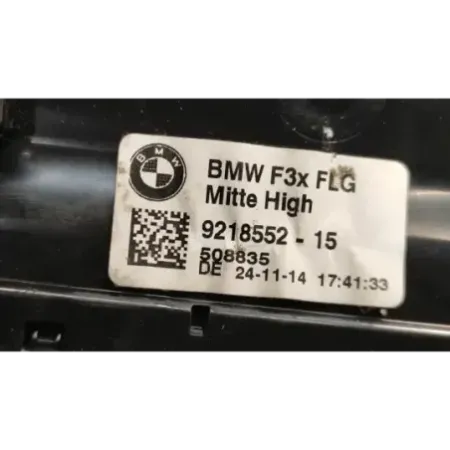 BMW
BMW F3x FLG
Mitte High
9218552 - 15
508835
DE 24-11-14 17:41:33